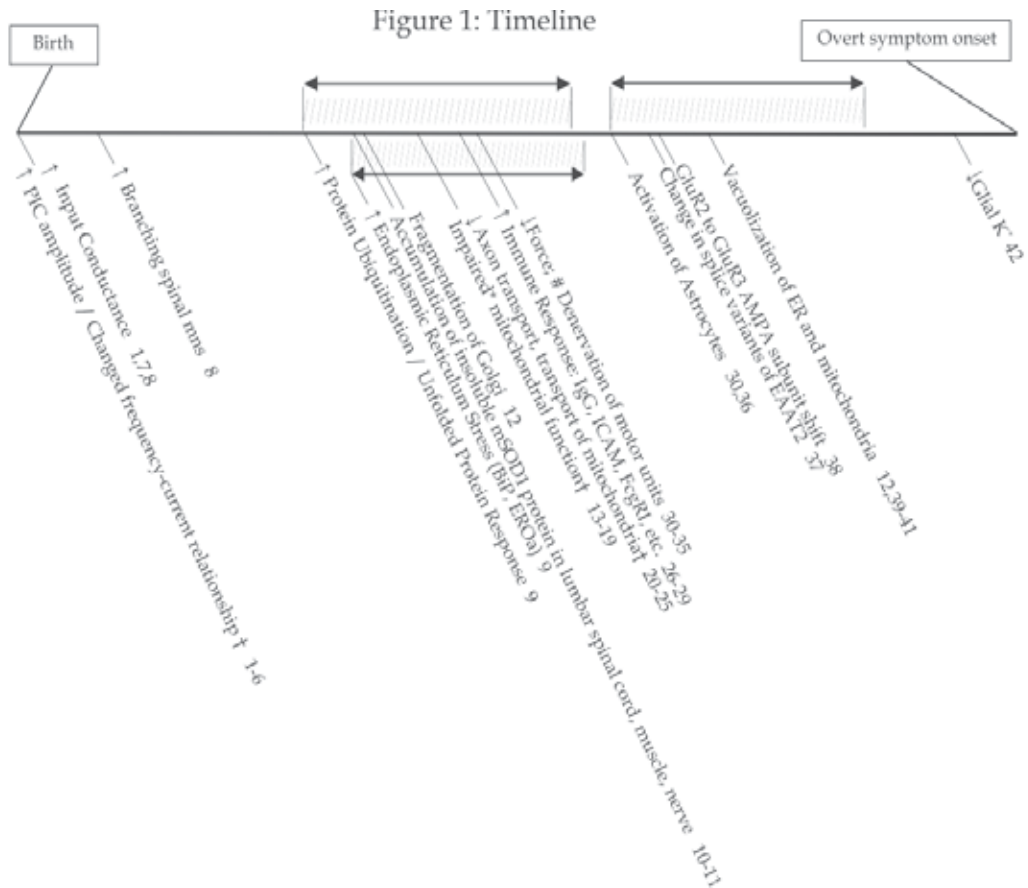 Figure 1: Timeline
Birth
Overt symptom onset
↑ PIC amplitude / Changed frequency-current relationship † 1-6
↑ Input Conductance 1,7,8
↑ Branching spinal mns 8
↑ Protein Ubiquitination / Unfolded Protein Response 9
↑ Endoplasmic Reticulum Stress (BiP, EROa) 9
Accumulation of insoluble mSOD1 protein in lumbar spinal cord, muscle, nerve 10-11
Fragmentation of Golgi 12
Impaired* mitochondrial function† 13-19
↓ Axon transport, transport of mitochondria† 20-25
↑ Immune Response: IgG, ICAM, FcgRI, etc. 26-29
↓Force; # Denervation of motor units 30-35
Activation of Astrocytes 30,36
Change in splice variants of EAAT2 37
GluR2 to GluR3 AMPA subunit shift 38
Vacuolization of ER and mitochondria 12,39-41
↓Glial K⁺ 42